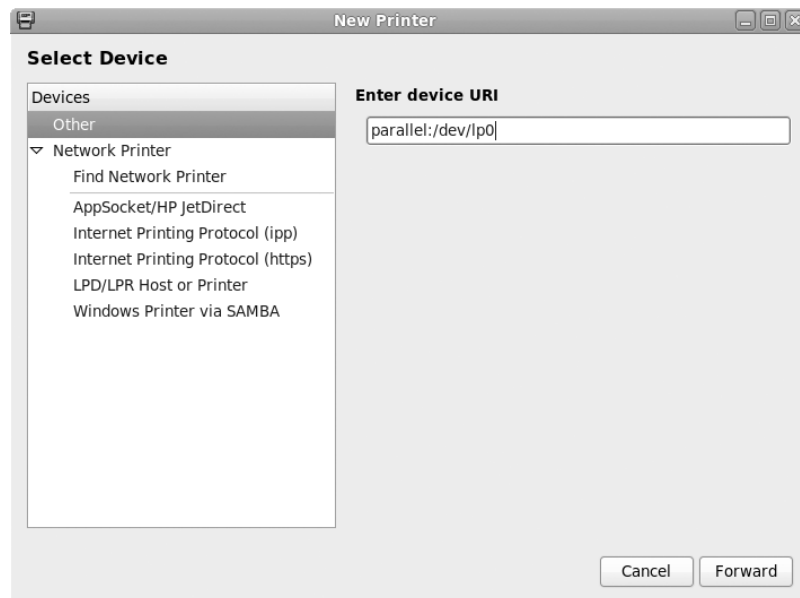 New Printer
Select Device
Devices
Other
Network Printer
Find Network Printer
AppSocket/HP JetDirect
Internet Printing Protocol (ipp)
Internet Printing Protocol (https)
LPD/LPR Host or Printer
Windows Printer via SAMBA
Enter device URI
parallel:/dev/lp0
Cancel
Forward